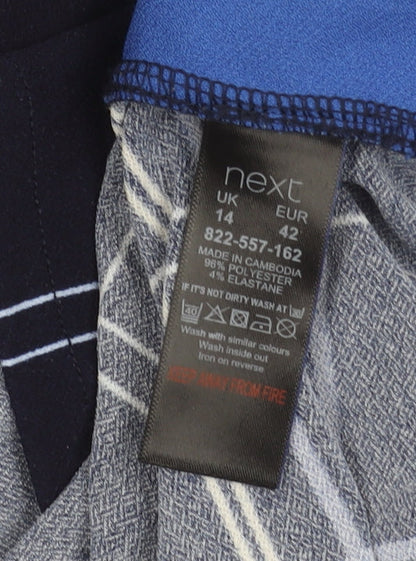 next
UK EUR
14 42
822-557-162
MADE IN CAMBODIA
96% POLYESTER
4% ELASTANE
IF IT'S NOT DIRTY WASH AT
40
Wash with similar colours
Wash inside out
Iron on reverse
KEEP AWAY FROM FIRE